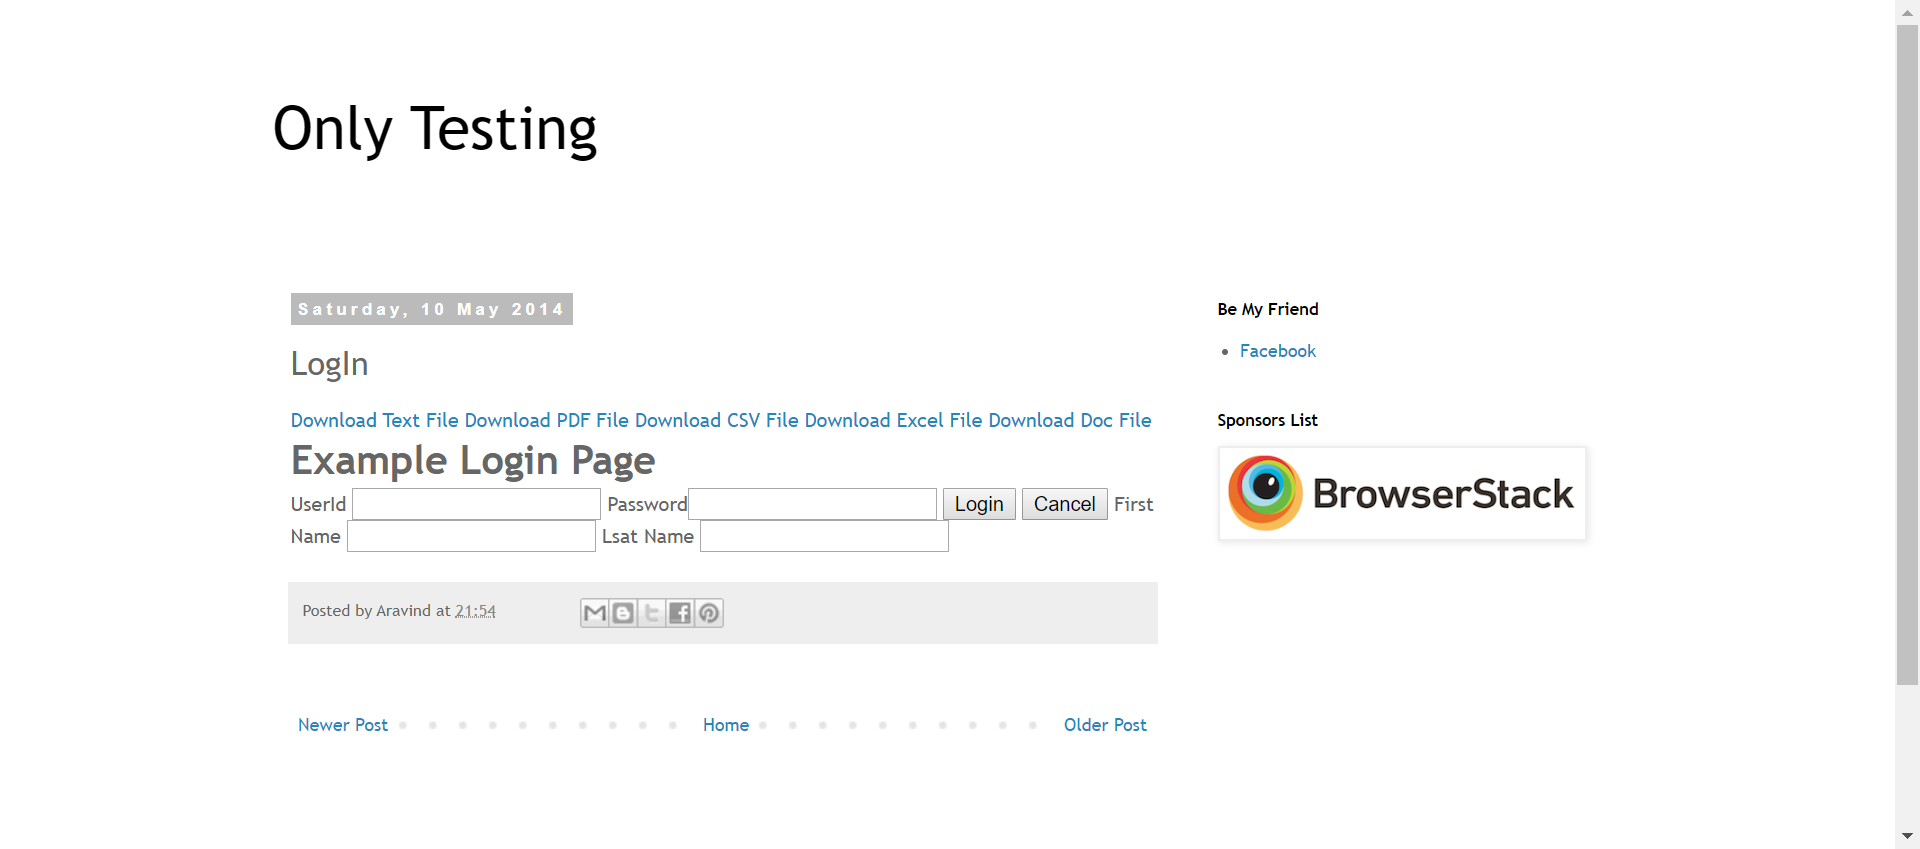 Only Testing
Saturday, 10 May 2014
LogIn
Download Text File Download PDF File Download CSV File Download Excel File Download Doc File
Example Login Page
UserId Password Login Cancel First
Name Lsat Name
Posted by Aravind at 21:54
Newer Post Home Older Post
Be My Friend
Facebook
Sponsors List
BrowserStack